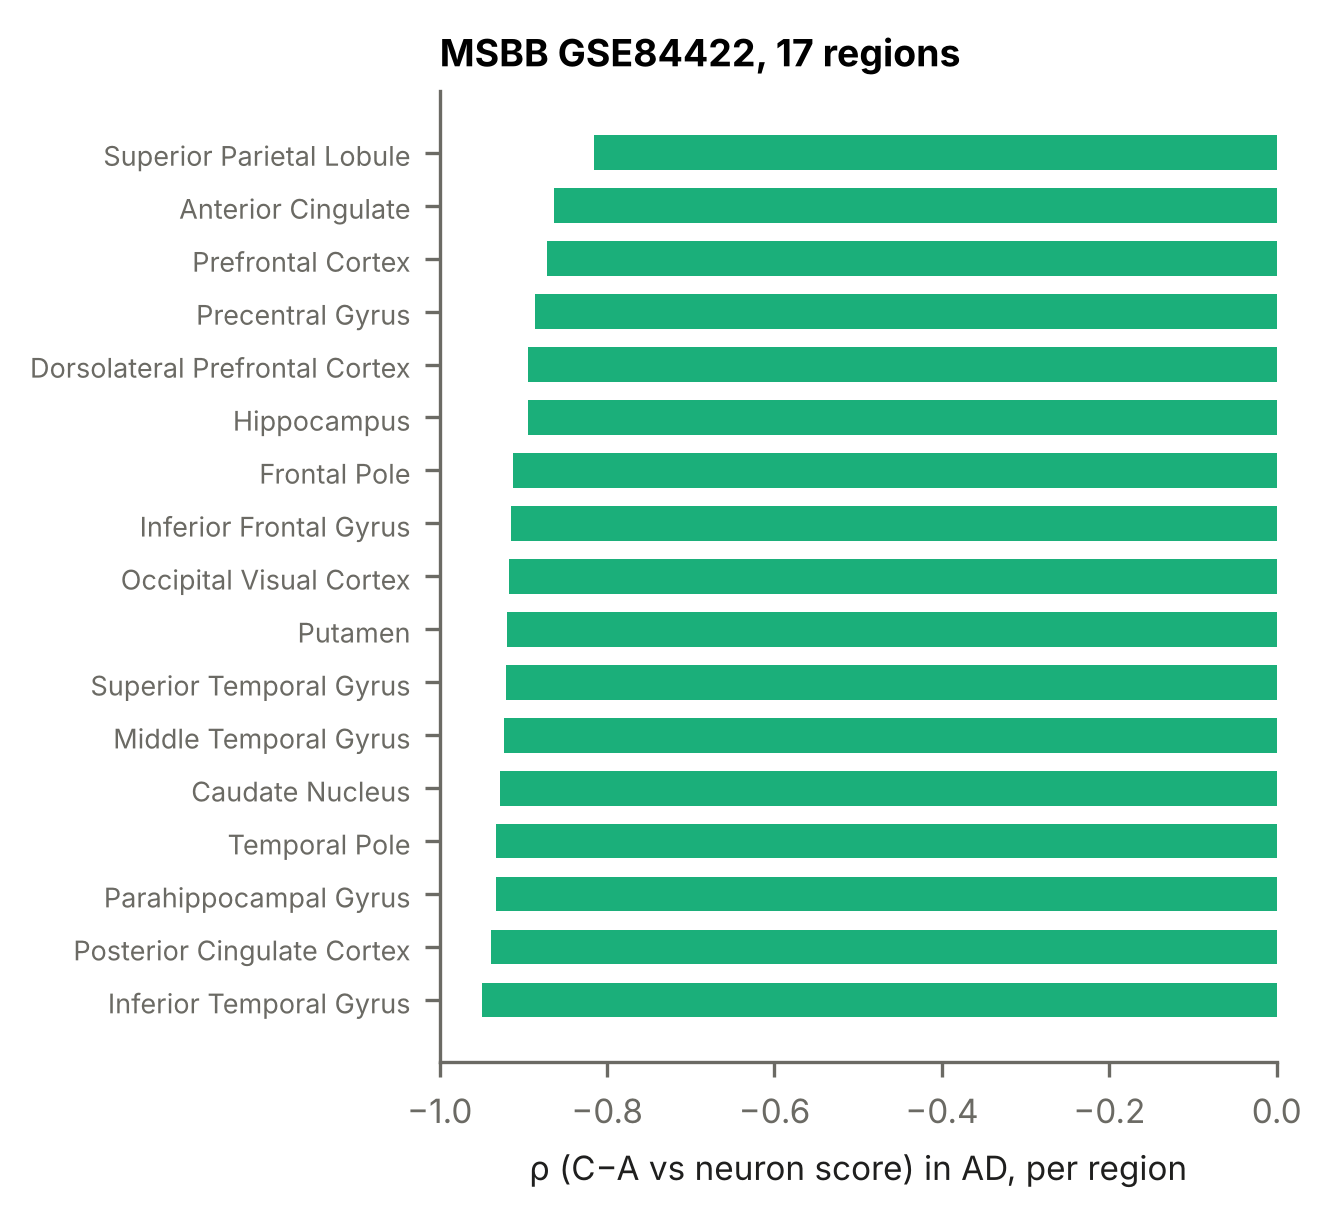 MSBB GSE84422, 17 regions
Superior Parietal Lobule
Anterior Cingulate
Prefrontal Cortex
Precentral Gyrus
Dorsolateral Prefrontal Cortex
Hippocampus
Frontal Pole
Inferior Frontal Gyrus
Occipital Visual Cortex
Putamen
Superior Temporal Gyrus
Middle Temporal Gyrus
Caudate Nucleus
Temporal Pole
Parahippocampal Gyrus
Posterior Cingulate Cortex
Inferior Temporal Gyrus
−1.0 −0.8 −0.6 −0.4 −0.2 0.0
ρ (C−A vs neuron score) in AD, per region